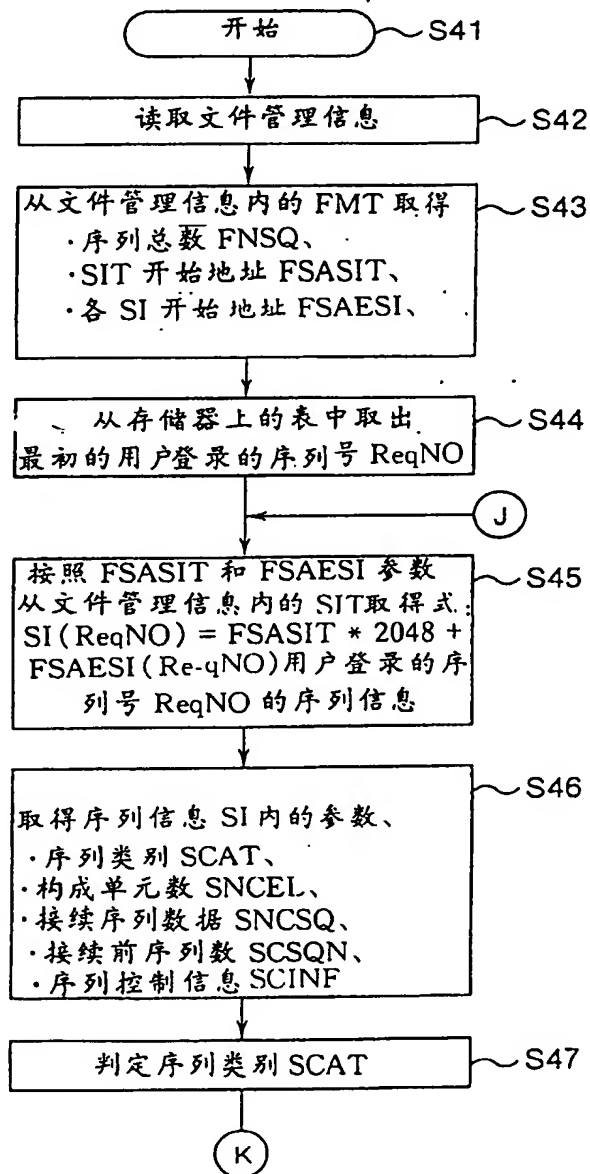 开始
S41
读取文件管理信息
S42
从文件管理信息内的 FMT 取得
·序列总数 FNSQ、
·SIT 开始地址 FSASIT、
·各 SI 开始地址 FSAESI、
S43
从存储器上的表中取出
最初的用户登录的序列号 ReqNO
S44
J
按照 FSASIT 和 FSAESI 参数
从文件管理信息内的 SIT取得式:
SI(ReqNO) = FSASIT * 2048 +
FSAESI(Re-qNO)用户登录的序
列号 ReqNO 的序列信息
S45
取得序列信息 SI 内的参数、
·序列类别 SCAT、
·构成单元数 SNCEL、
·接续序列数据 SNCSQ、
·接续前序列数 SCSQN、
·序列控制信息 SCINF
S46
判定序列类别 SCAT
S47
K